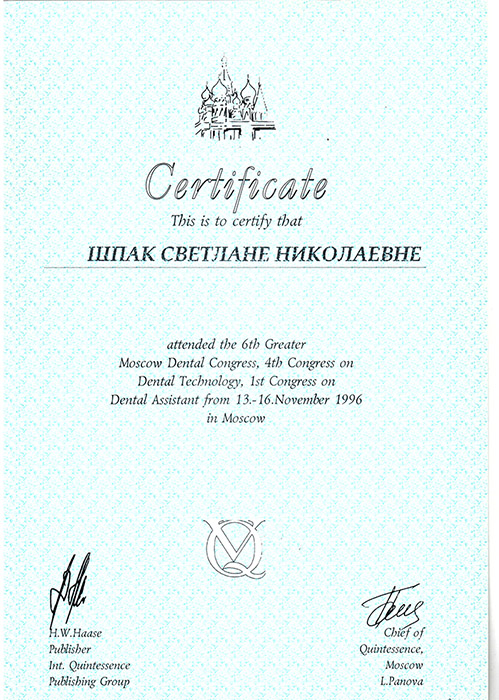 Certificate
This is to certify that
ШПАК СВЕТЛАНЕ НИКОЛАЕВНЕ
attended the 6th Greater
Moscow Dental Congress, 4th Congress on
Dental Technology, 1st Congress on
Dental Assistant from 13.-16.November 1996
in Moscow
H.W.Haase
Publisher
Int. Quintessence
Publishing Group
Chief of
Quintessence,
Moscow
L.Panova